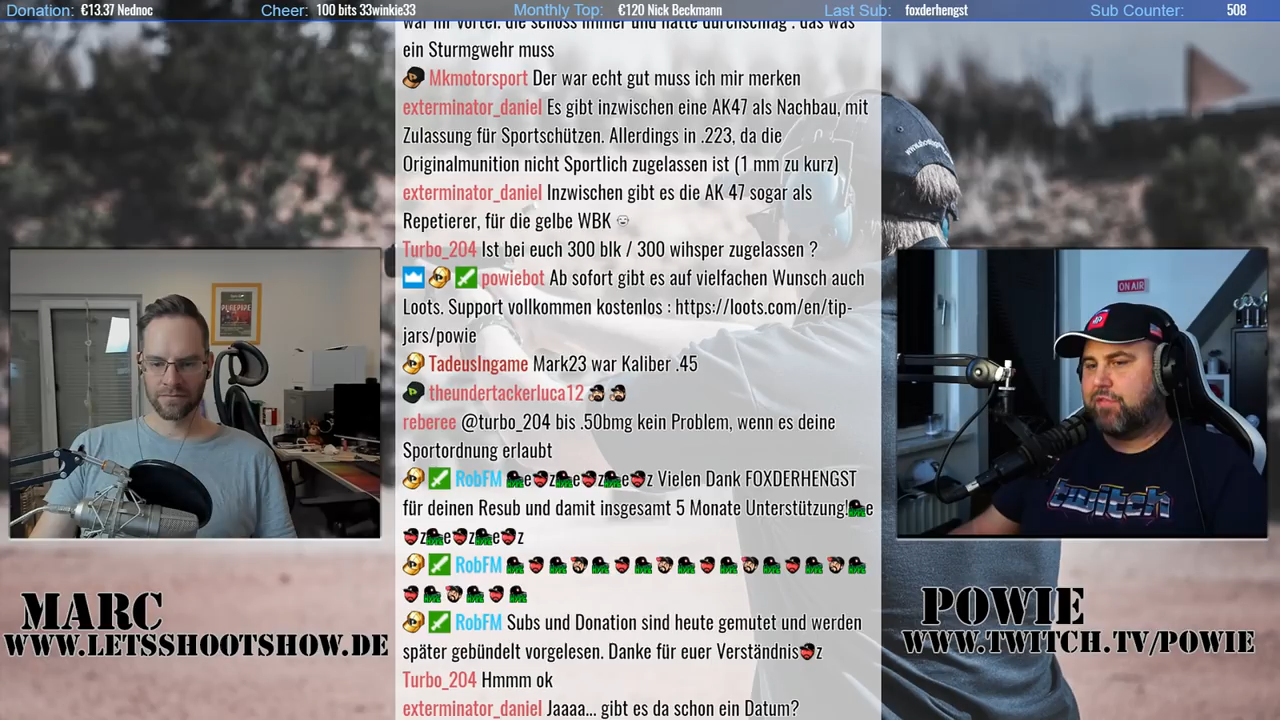 Donation: €13.37 Nednoc Cheer: 100 bits 33winkie33 Monthly Top: €120 Nick Beckmann Last Sub: foxderhengst Sub Counter: 508
ein Sturmgwehr muss
Mkmotorsport Der war echt gut muss ich mir merken
exterminator_daniel Es gibt inzwischen eine AK47 als Nachbau, mit
Zulassung für Sportschützen. Allerdings in .223, da die
Originalmunition nicht Sportlich zugelassen ist (1 mm zu kurz)
exterminator_daniel Inzwischen gibt es die AK 47 sogar als
Repetierer, für die gelbe WBK
Turbo_204 Ist bei euch 300 blk / 300 wihsper zugelassen ?
powiebot Ab sofort gibt es auf vielfachen Wunsch auch
Loots. Support vollkommen kostenlos : https://loots.com/en/tip-
jars/powie
TadeusIngame Mark23 war Kaliber .45
theundertackerluca12
reberee @turbo_204 bis .50bmg kein Problem, wenn es deine
Sportordnung erlaubt
RobFM e z e z e z Vielen Dank FOXDERHENGST
für deinen Resub und damit insgesamt 5 Monate Unterstützung! e
z e z e z
RobFM
RobFM Subs und Donation sind heute gemutet und werden
später gebündelt vorgelesen. Danke für euer Verständnis z
Turbo_204 Hmmm ok
exterminator_daniel Jaaaa... gibt es da schon ein Datum?
ON AIR
twitch
MARC
WWW.LETSSHOOTSHOW.DE
POWIE
WWW.TWITCH.TV/POWIE